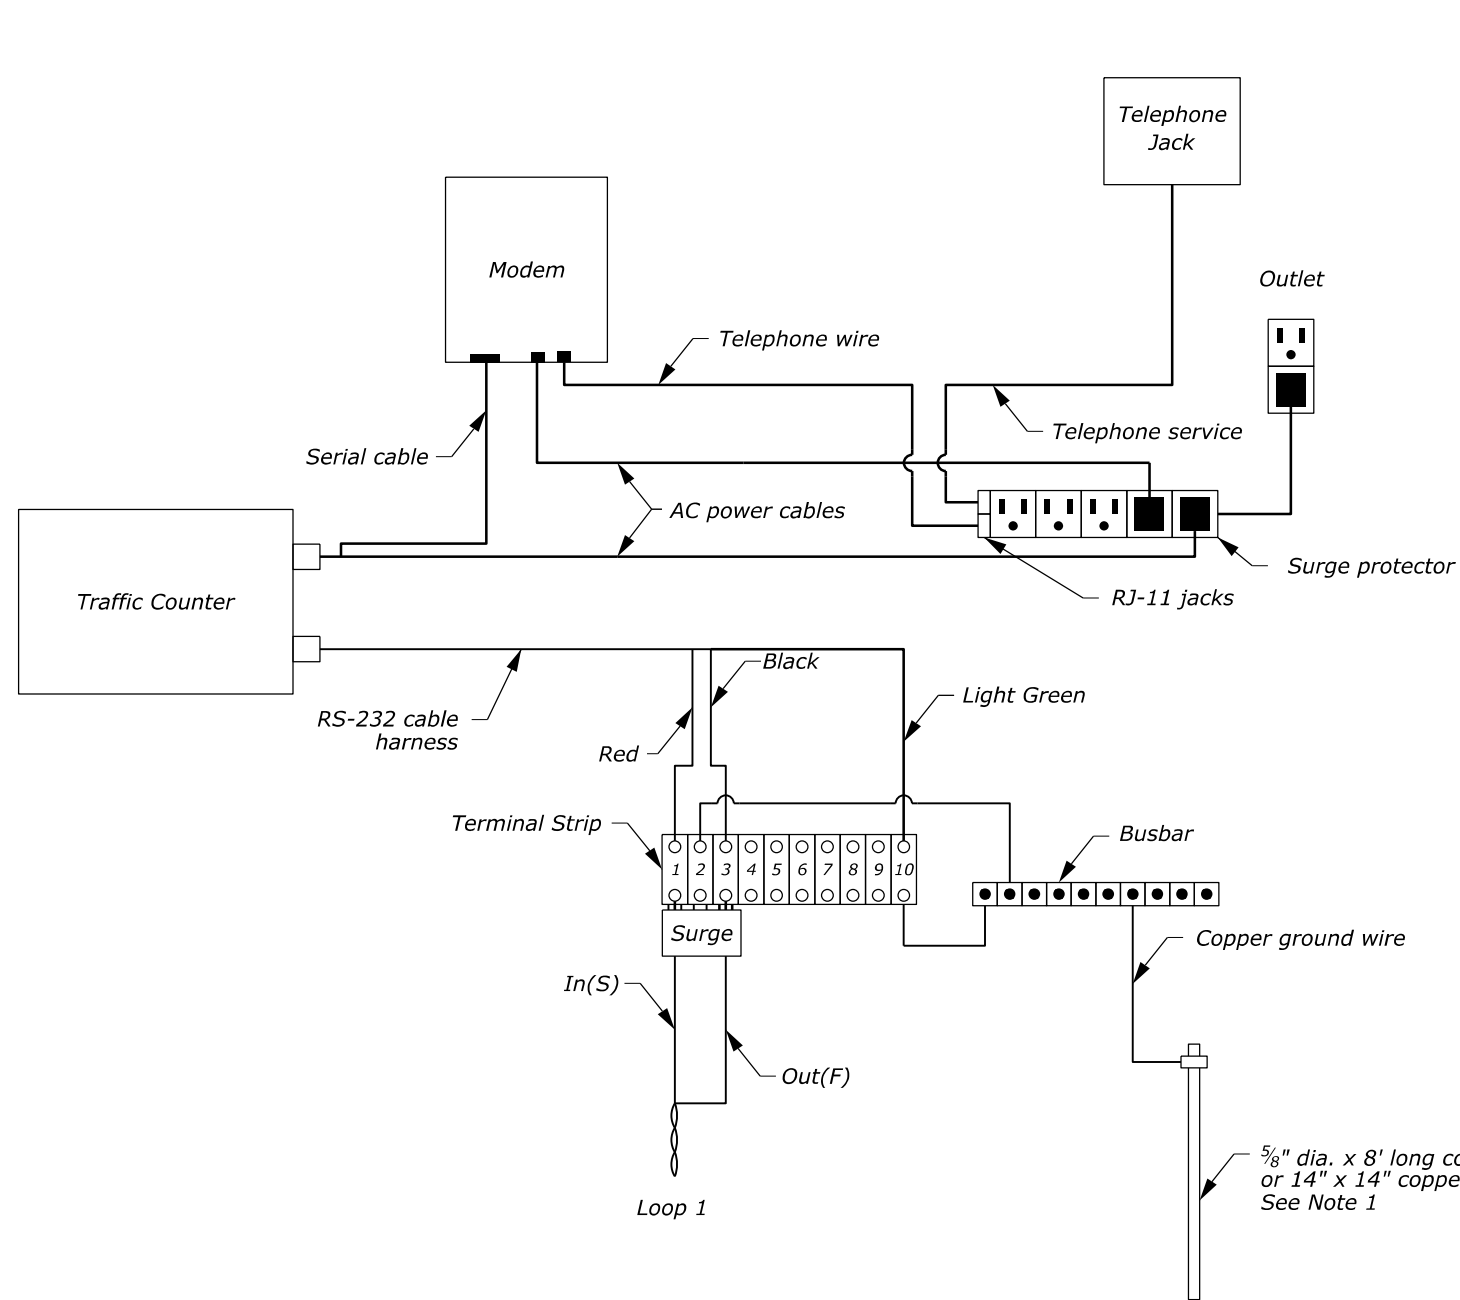 Telephone
Jack
Modem
Outlet
Telephone wire
Telephone service
Serial cable
AC power cables
Surge protector
RJ-11 jacks
Traffic Counter
Black
Light Green
RS-232 cable
harness
Red
Terminal Strip
Busbar
1 2 3 4 5 6 7 8 9 10
Surge
Copper ground wire
In(S)
Out(F)
⅝" dia. x 8' long
or 14" x 14"
See Note 1
Loop 1